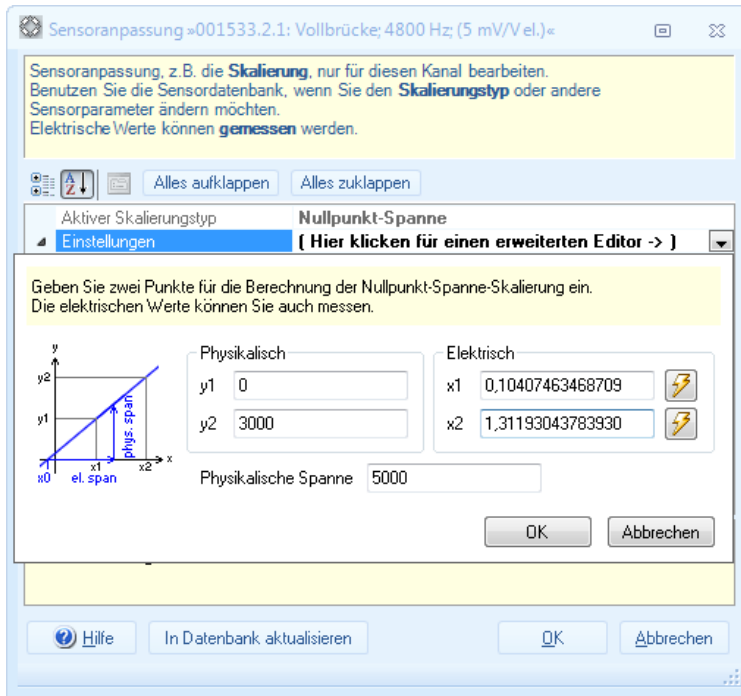 Sensoranpassung »001533.2.1: Vollbrücke; 4800 Hz; (5 mV/V el.)«
Sensoranpassung, z.B. die Skalierung, nur für diesen Kanal bearbeiten.
Benutzen Sie die Sensordatenbank, wenn Sie den Skalierungstyp oder andere
Sensorparameter ändern möchten.
Elektrische Werte können gemessen werden.
A Z Alles aufklappen Alles zuklappen
Aktiver Skalierungstyp Nullpunkt-Spanne
Einstellungen ( Hier klicken für einen erweiterten Editor -> )
Geben Sie zwei Punkte für die Berechnung der Nullpunkt-Spanne-Skalierung ein.
Die elektrischen Werte können Sie auch messen.
y
y2
y1
phys. span
x0 x1 x2 x
el. span
Physikalisch
y1 0
y2 3000
Elektrisch
x1 0,10407463468709
x2 1,31193043783930
Physikalische Spanne 5000
OK Abbrechen
Hilfe In Datenbank aktualisieren OK Abbrechen